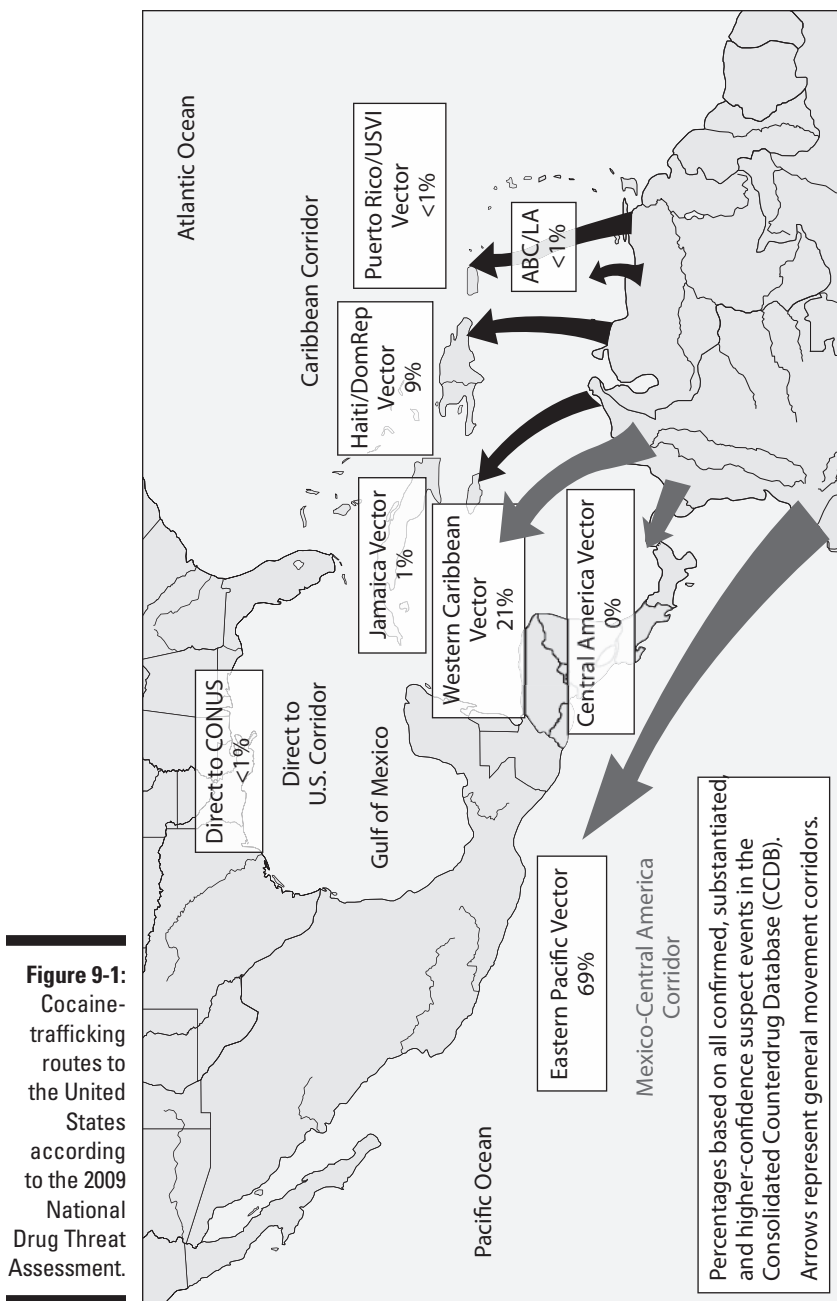 Figure 9-1:
Cocaine-
trafficking
routes to
the United
States
according
to the 2009
National
Drug Threat
Assessment.
Atlantic Ocean
Caribbean Corridor
Puerto Rico/USVI
Vector
<1%
ABC/LA
<1%
Haiti/DomRep
Vector
9%
Jamaica Vector
1%
Western Caribbean
Vector
21%
Central America Vector
0%
Direct to CONUS
<1%
Direct to
U.S. Corridor
Gulf of Mexico
Eastern Pacific Vector
69%
Mexico-Central America
Corridor
Pacific Ocean
Percentages based on all confirmed, substantiated,
and higher-confidence suspect events in the
Consolidated Counterdrug Database (CCDB).
Arrows represent general movement corridors.